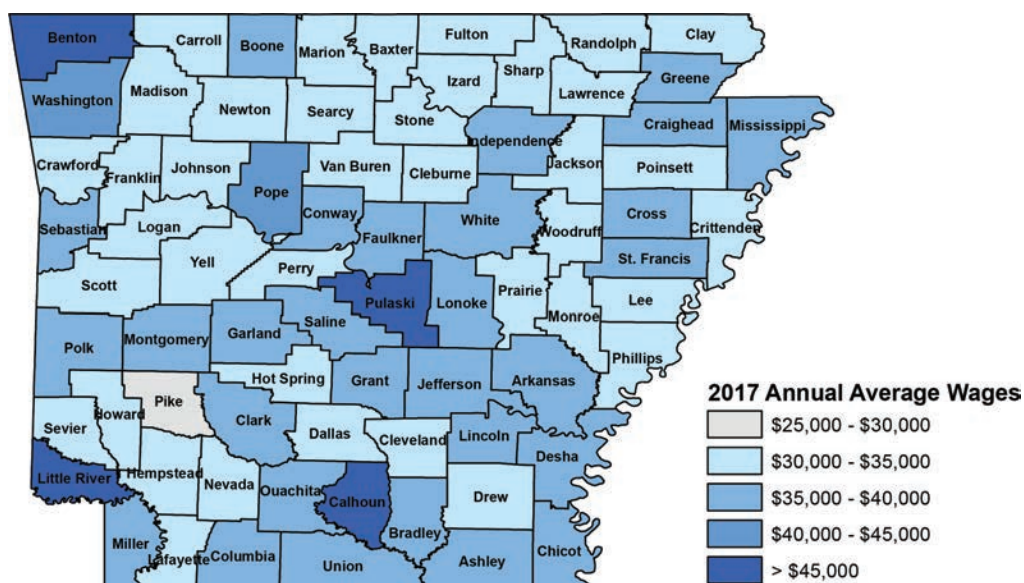 Benton
Carroll
Boone
Marion
Baxter
Fulton
Randolph
Clay
Sharp
Izard
Greene
Washington
Madison
Newton
Searcy
Stone
Lawrence
Independence
Craighead
Mississippi
Crawford
Franklin
Johnson
Van Buren
Cleburne
Jackson
Poinsett
Pope
Conway
White
Cross
Crittenden
Sebastian
Logan
Faulkner
Woodruff
St. Francis
Yell
Perry
Scott
Pulaski
Lonoke
Prairie
Lee
Monroe
Saline
Garland
Montgomery
Polk
Phillips
Hot Spring
Grant
Jefferson
Arkansas
Pike
Howard
Clark
Sevier
Dallas
Cleveland
Lincoln
Desha
Little River
Hempstead
Nevada
Ouachita
Calhoun
Drew
Bradley
Miller
Lafayette
Columbia
Union
Ashley
Chicot
2017 Annual Average Wages
$25,000 - $30,000
$30,000 - $35,000
$35,000 - $40,000
$40,000 - $45,000
> $45,000